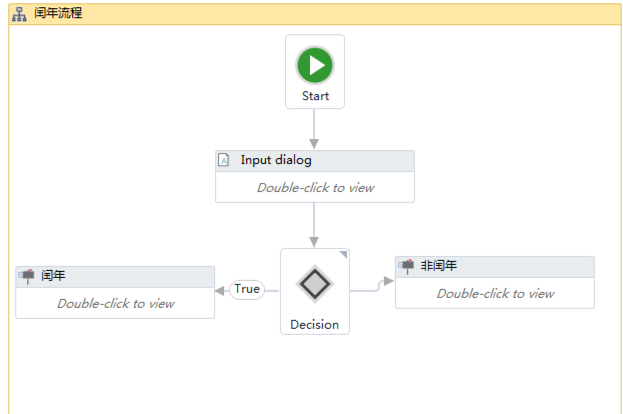 闰年流程
Start
Input dialog
Double-click to view
闰年
Double-click to view
True
Decision
非闰年
Double-click to view